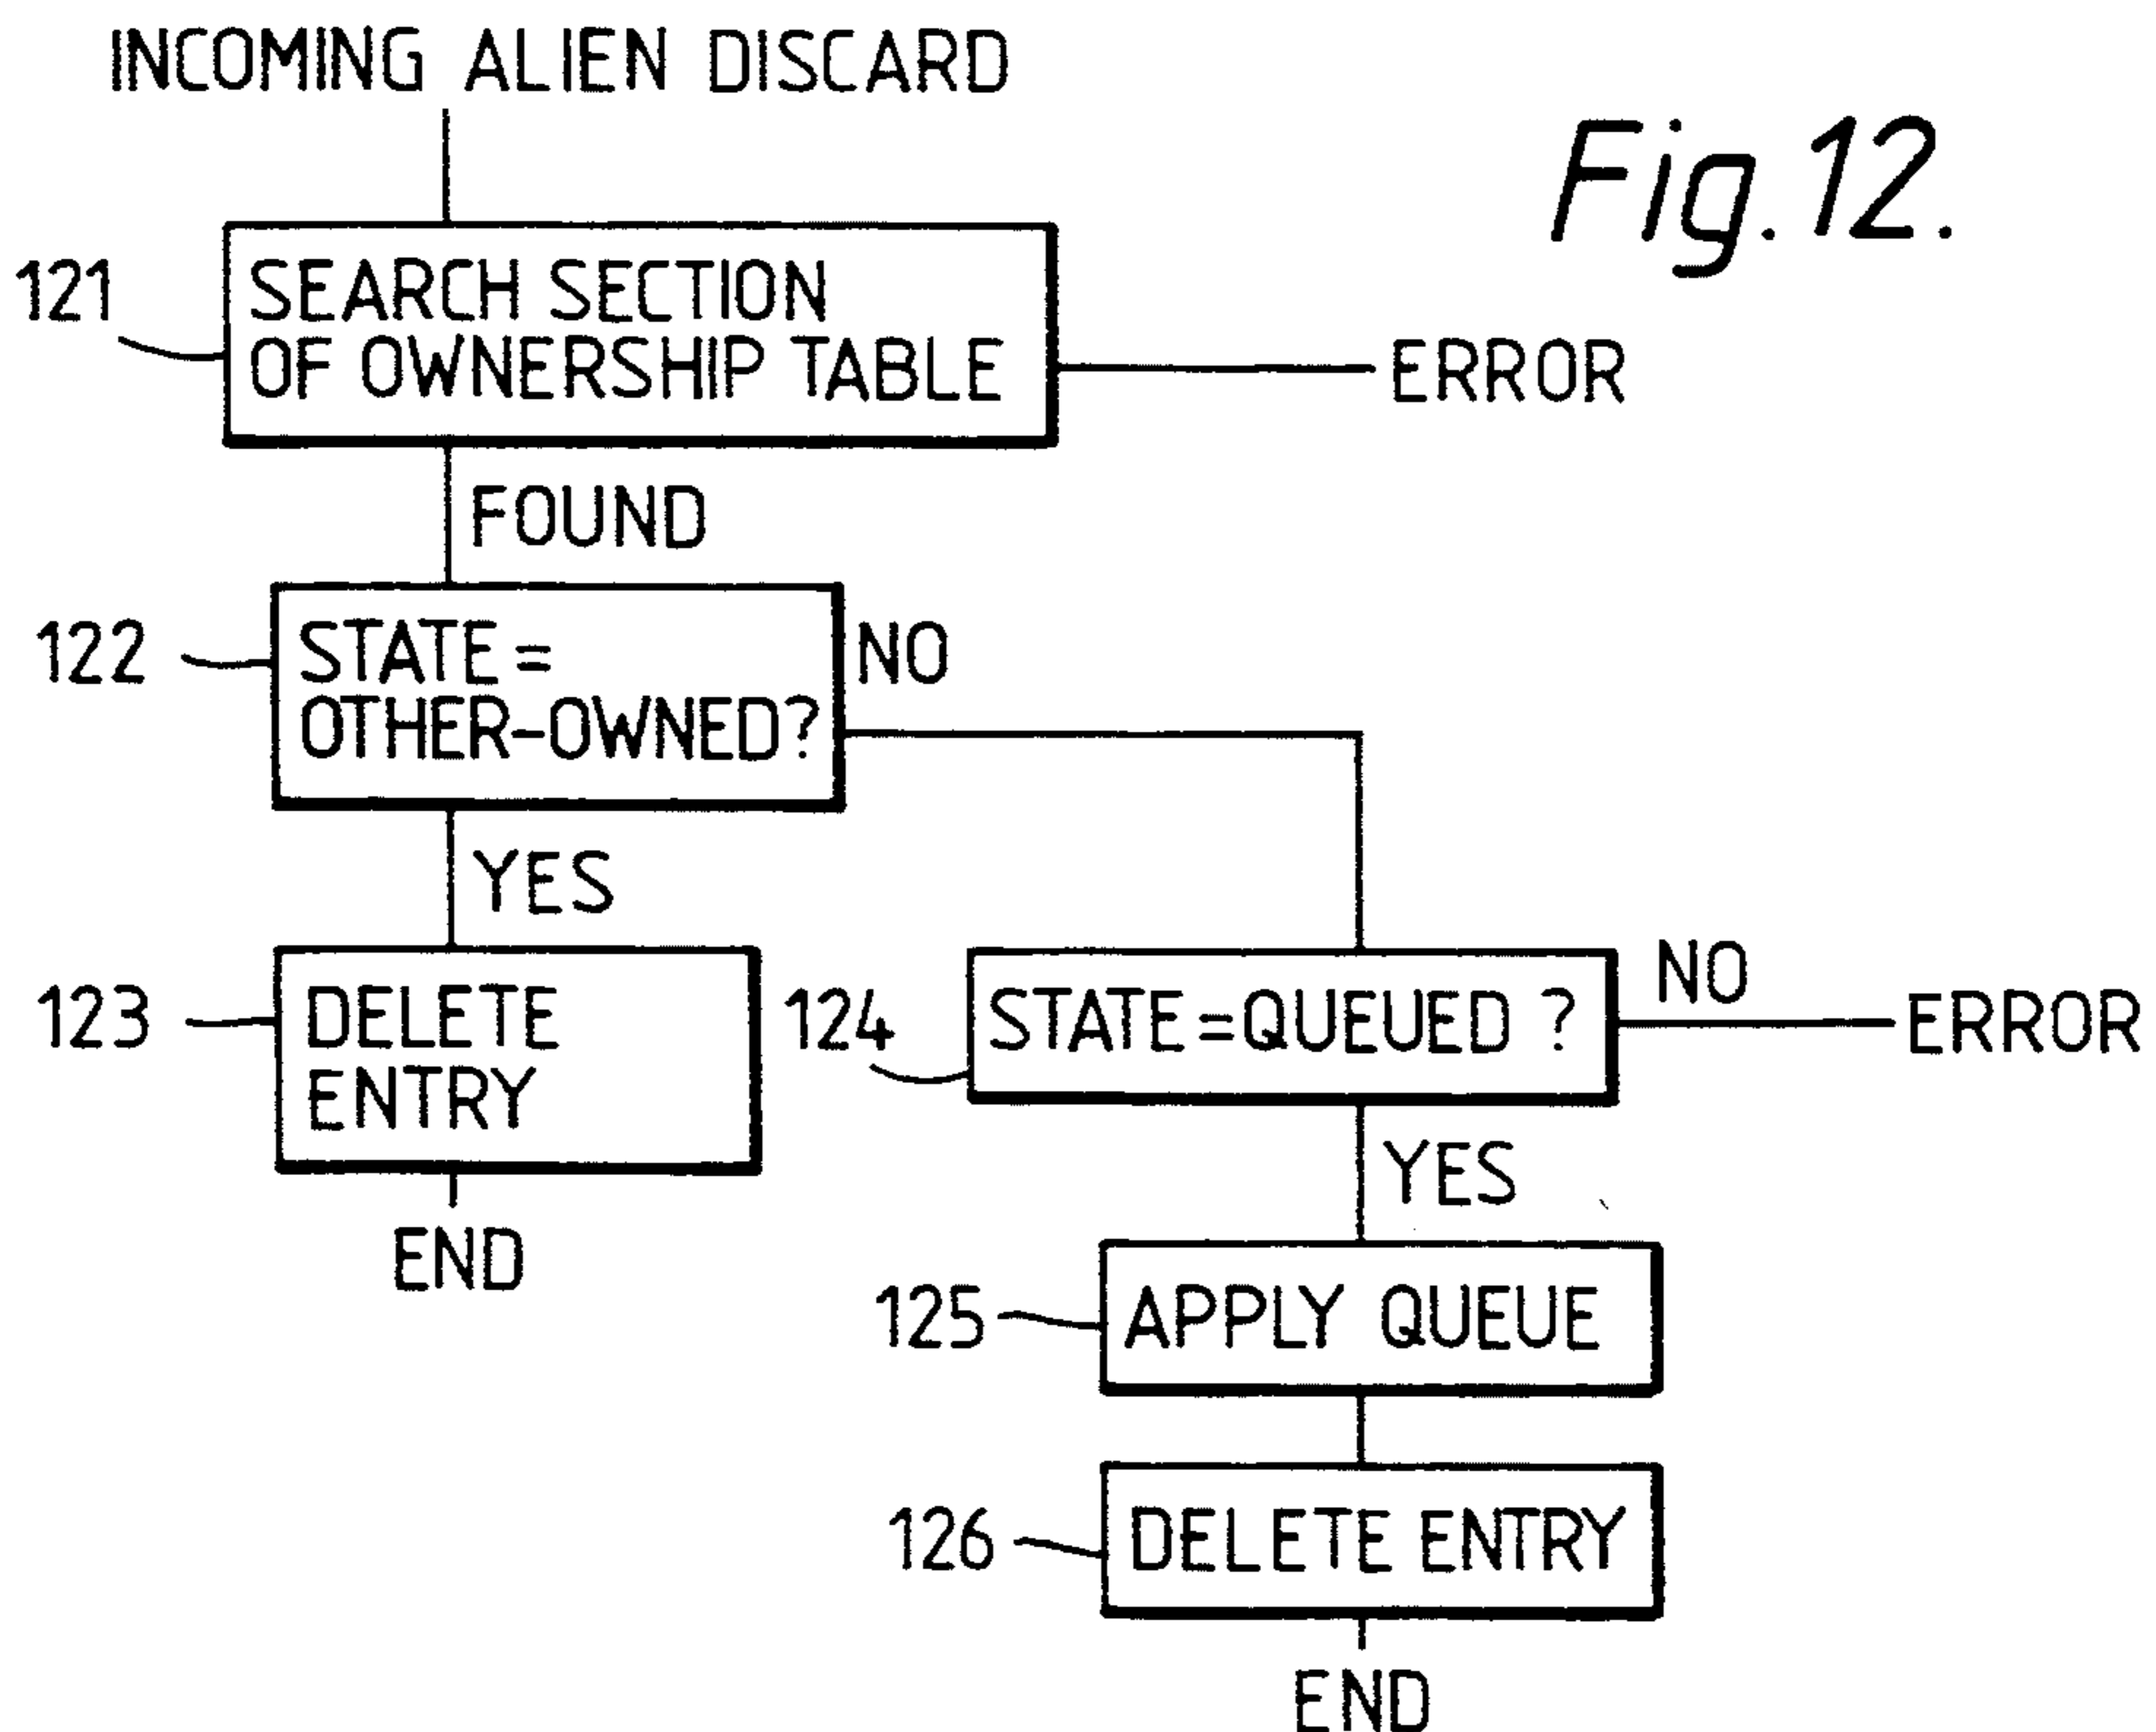 INCOMING ALIEN DISCARD
Fig.12.
121
SEARCH SECTION
OF OWNERSHIP TABLE
ERROR
FOUND
122
STATE =
OTHER-OWNED?
NO
YES
123
DELETE
ENTRY
END
124
STATE = QUEUED ?
NO
ERROR
YES
125
APPLY QUEUE
126
DELETE ENTRY
END